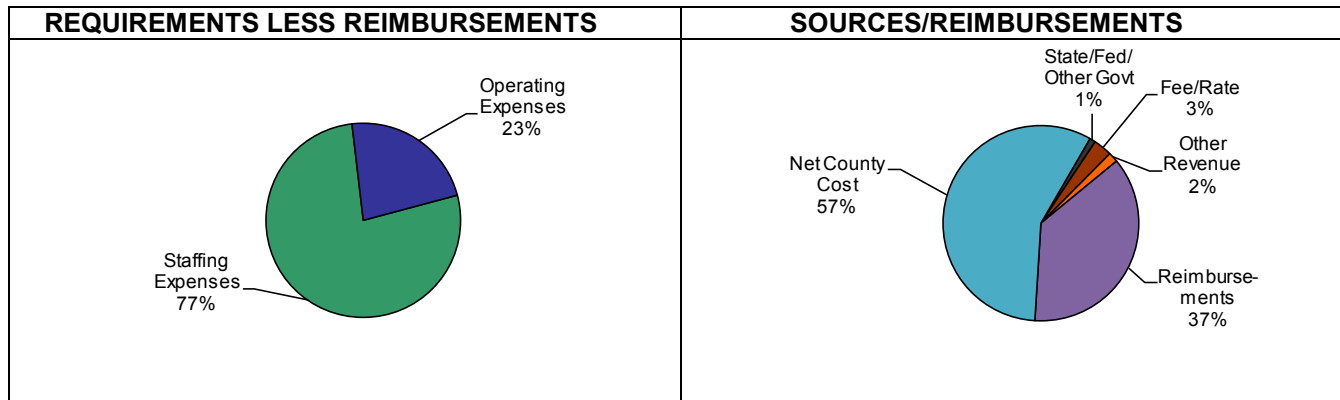 REQUIREMENTS LESS REIMBURSEMENTS
Operating
Expenses
23%
Staffing
Expenses
77%
SOURCES/REIMBURSEMENTS
State/Fed/
Other Govt
1%
Fee/Rate
3%
Other
Revenue
2%
Net County
Cost
57%
Reimburse-
ments
37%